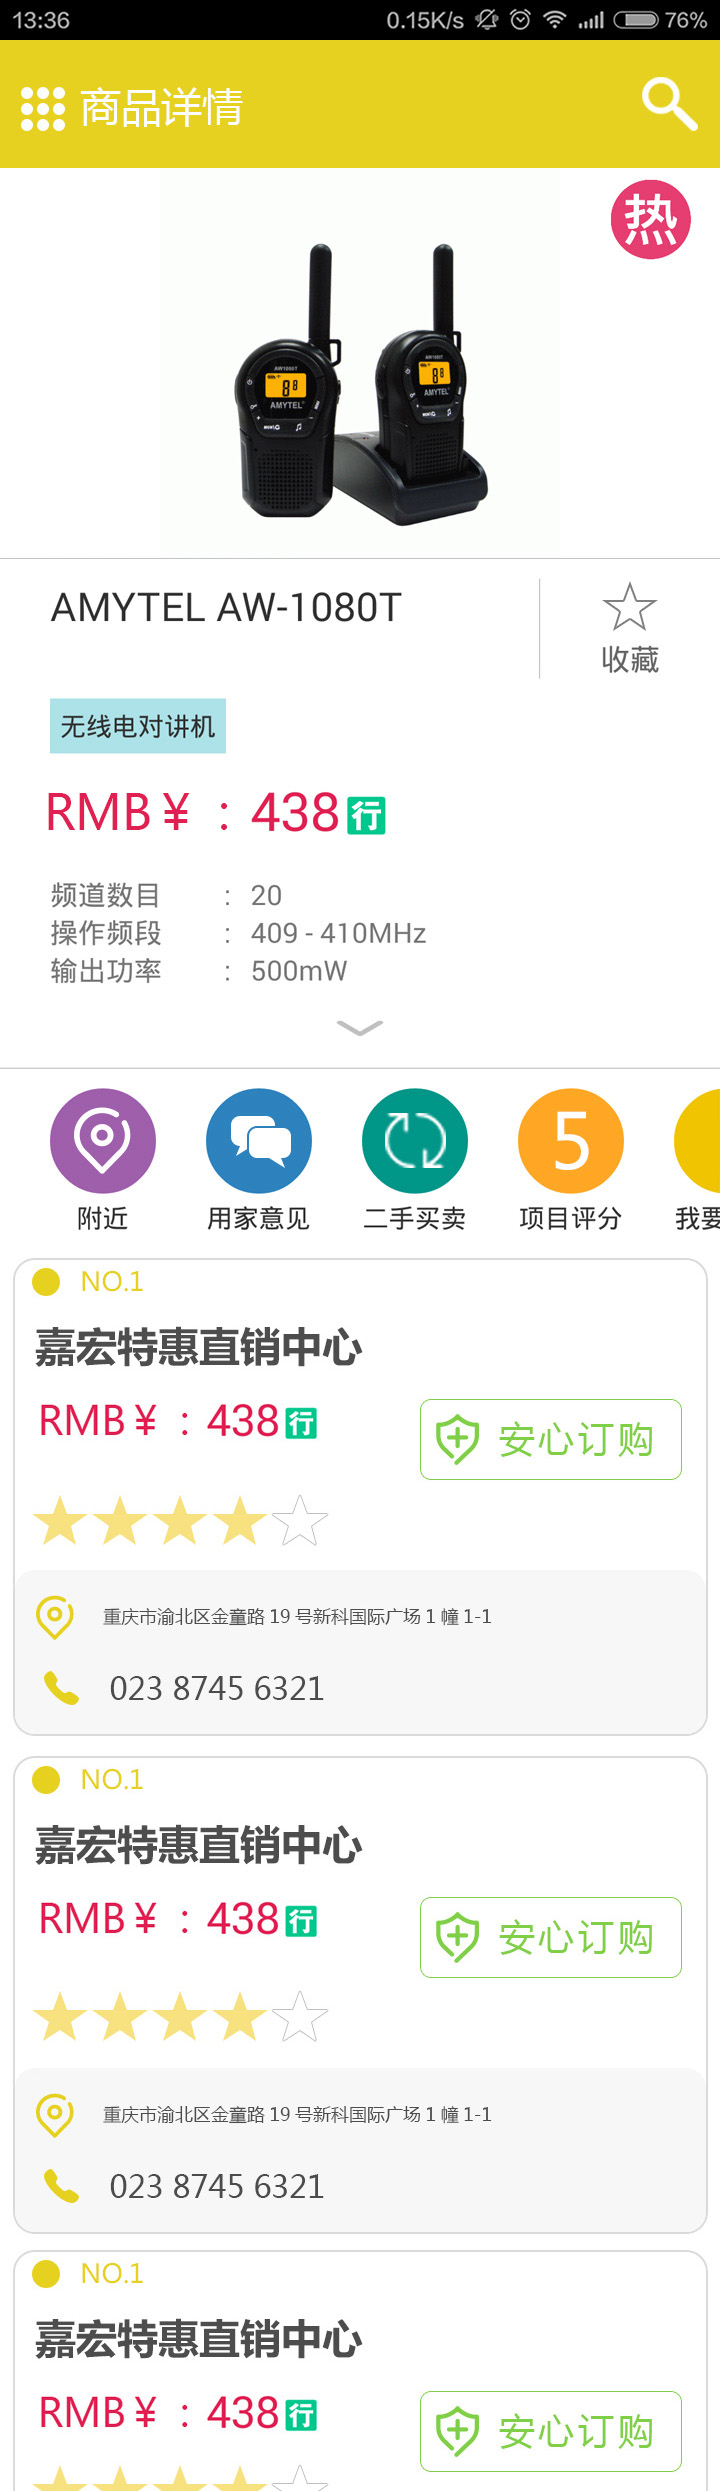 13:36 0.15K/s 76%
商品详情
热
AW1080T
88
AMYTEL
AW1080T
88
AMYTEL
AMYTEL AW-1080T
收藏
无线电对讲机
RMB¥ : 438 行
频道数目 : 20
操作频段 : 409 - 410MHz
输出功率 : 500mW
5
附近 用家意见 二手买卖 项目评分 我要
NO.1
嘉宏特惠直销中心
RMB¥ : 438 行
安心订购
重庆市渝北区金童路 19 号新科国际广场 1 幢 1-1
023 8745 6321
NO.1
嘉宏特惠直销中心
RMB¥ : 438 行
安心订购
重庆市渝北区金童路 19 号新科国际广场 1 幢 1-1
023 8745 6321
NO.1
嘉宏特惠直销中心
RMB¥ : 438 行
安心订购